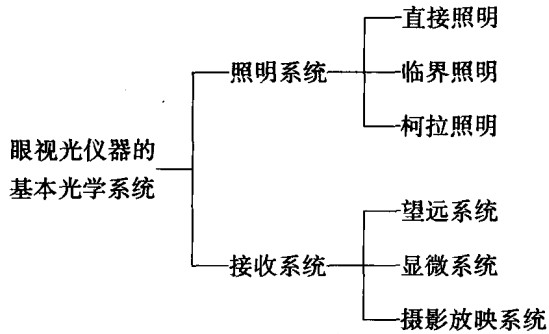 眼视光仪器的
基本光学系统
照明系统
直接照明
临界照明
柯拉照明
接收系统
望远系统
显微系统
摄影放映系统